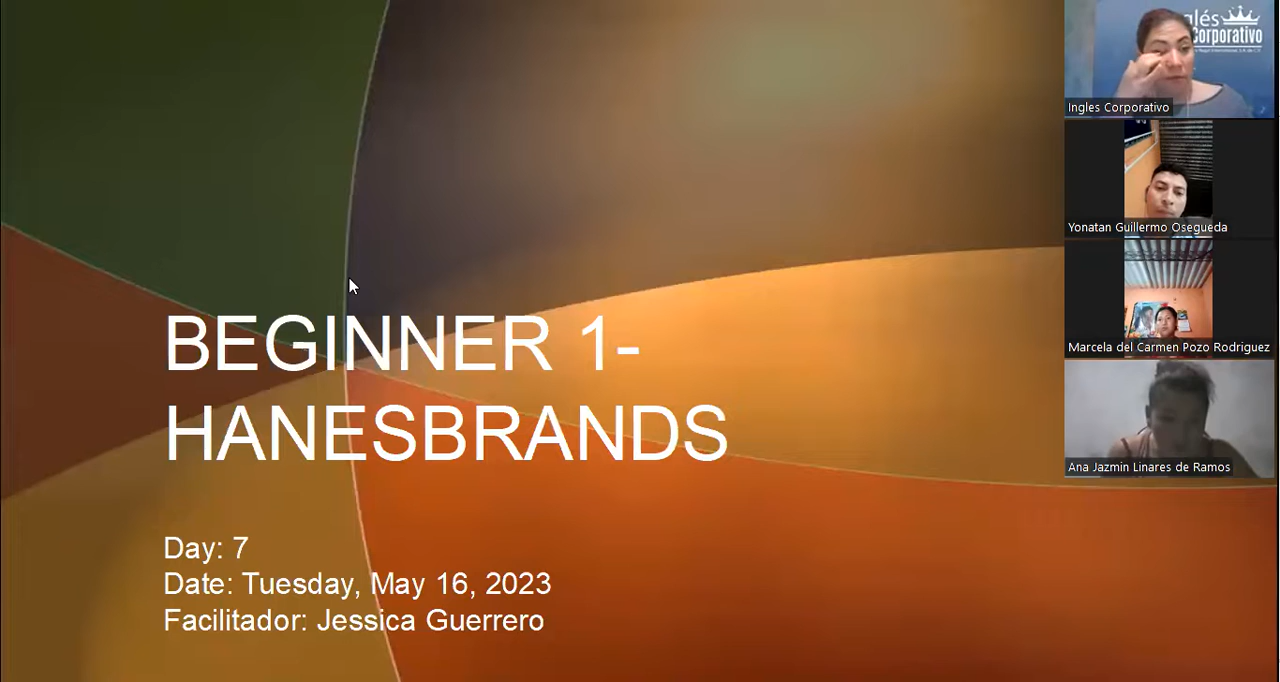 BEGINNER 1-
HANESBRANDS
Day: 7
Date: Tuesday, May 16, 2023
Facilitador: Jessica Guerrero
glés
Corporativo
Ingles Corporativo
Yonatan Guillermo Osegueda
Marcela del Carmen Pozo Rodriguez
Ana Jazmin Linares de Ramos